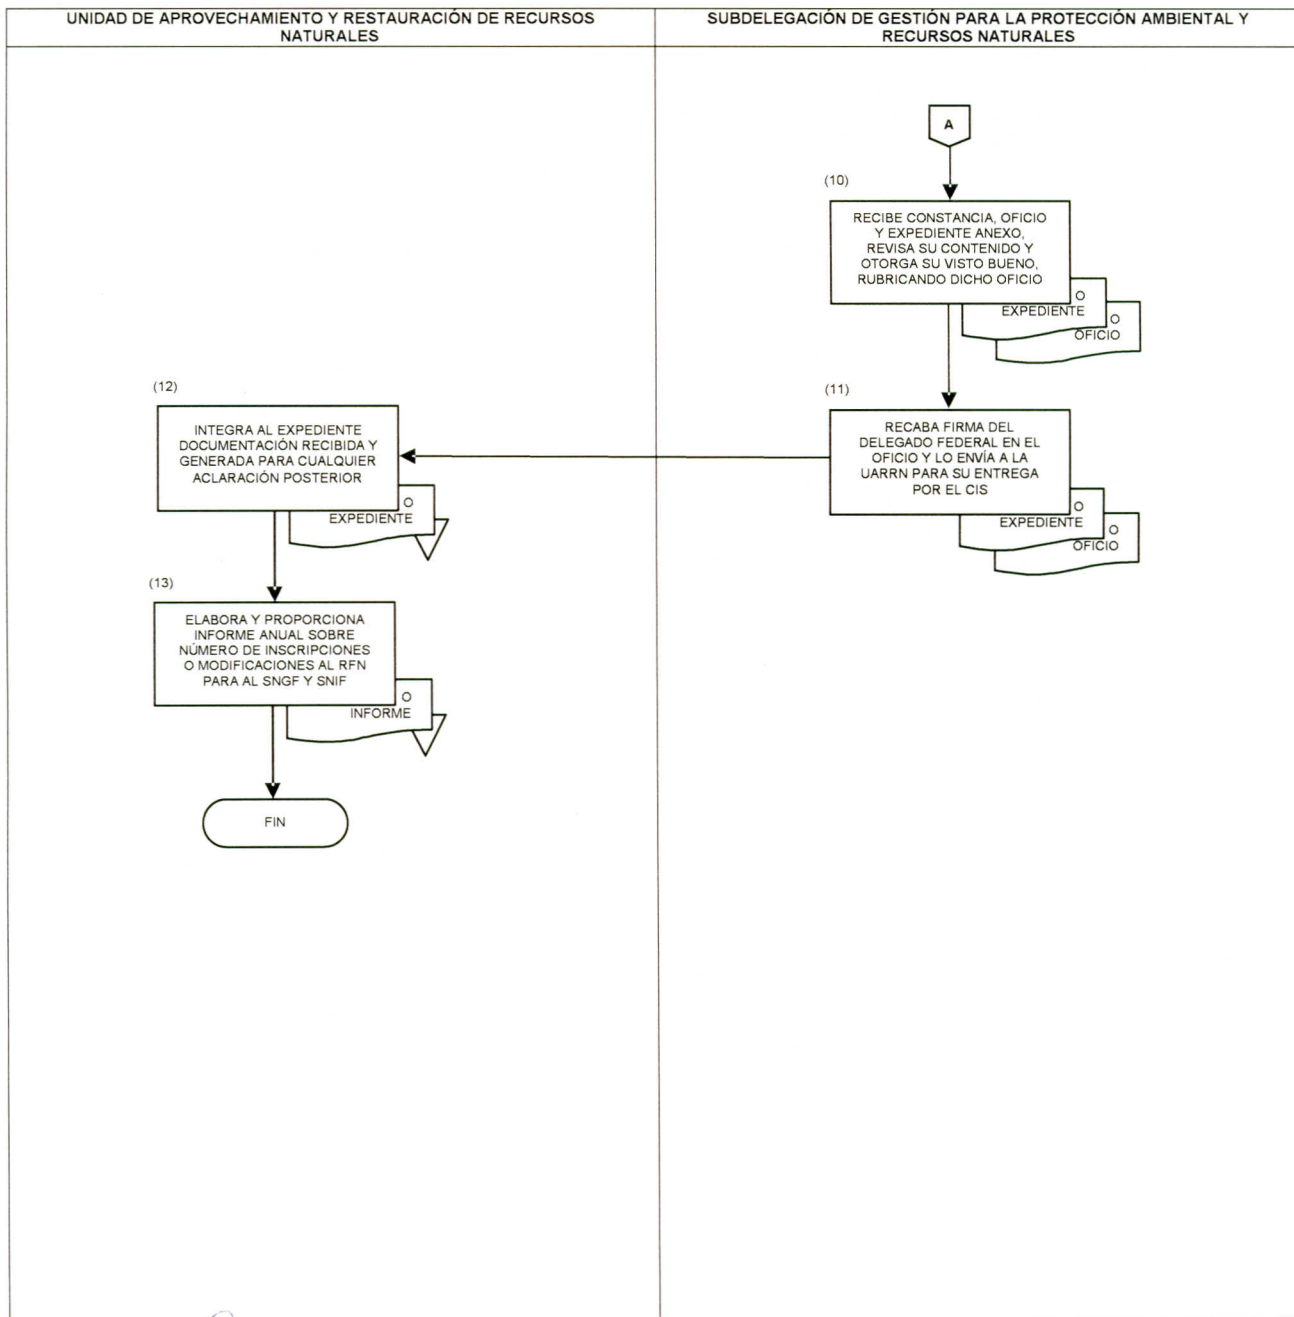 UNIDAD DE APROVECHAMIENTO Y RESTAURACIÓN DE RECURSOS
NATURALES
SUBDELEGACIÓN DE GESTIÓN PARA LA PROTECCIÓN AMBIENTAL Y
RECURSOS NATURALES
A
(10)
RECIBE CONSTANCIA, OFICIO
Y EXPEDIENTE ANEXO,
REVISA SU CONTENIDO Y
OTORGA SU VISTO BUENO,
RUBRICANDO DICHO OFICIO
O
EXPEDIENTE
O
OFICIO
(11)
RECABA FIRMA DEL
DELEGADO FEDERAL EN EL
OFICIO Y LO ENVÍA A LA
UARRN PARA SU ENTREGA
POR EL CIS
O
EXPEDIENTE
O
OFICIO
(12)
INTEGRA AL EXPEDIENTE
DOCUMENTACIÓN RECIBIDA Y
GENERADA PARA CUALQUIER
ACLARACIÓN POSTERIOR
O
EXPEDIENTE
(13)
ELABORA Y PROPORCIONA
INFORME ANUAL SOBRE
NÚMERO DE INSCRIPCIONES
O MODIFICACIONES AL RFN
PARA AL SNGF Y SNIF
O
INFORME
FIN